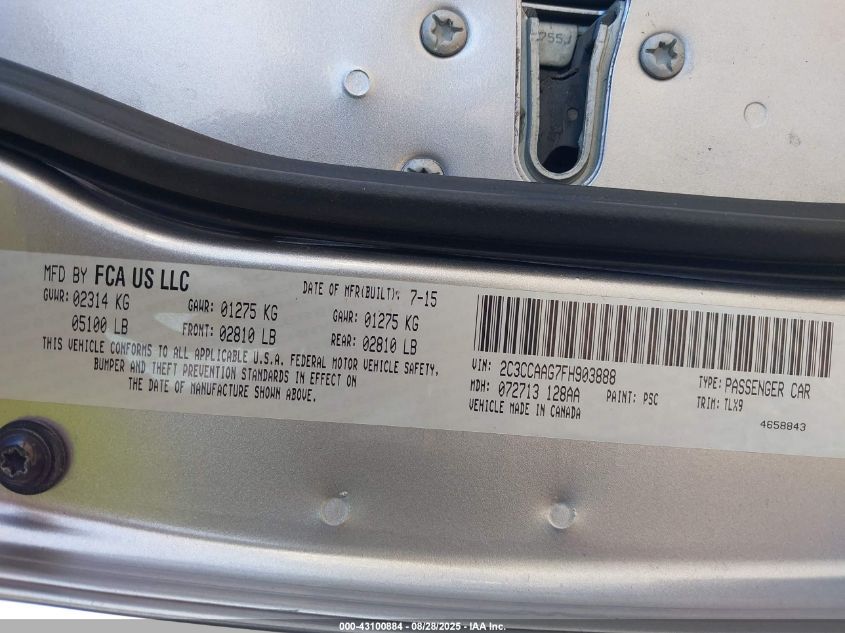 755J
MFD BY FCA US LLC
DATE OF MFR(BUILT): 7-15
GVWR: 02314 KG
GAWR: 01275 KG
GAWR: 01275 KG
05100 LB
FRONT: 02810 LB
REAR: 02810 LB
THIS VEHICLE CONFORMS TO ALL APPLICABLE U.S.A. FEDERAL MOTOR VEHICLE SAFETY,
BUMPER AND THEFT PREVENTION STANDARDS IN EFFECT ON
THE DATE OF MANUFACTURE SHOWN ABOVE.
VIN: 2C3CCAAG7FH903888
TYPE: PASSENGER CAR
MDH: 072713 128AA
PAINT: PSC
TRIM: TLX9
VEHICLE MADE IN CANADA
4658843
000-43100884 - 08/28/2025 - IAA Inc.